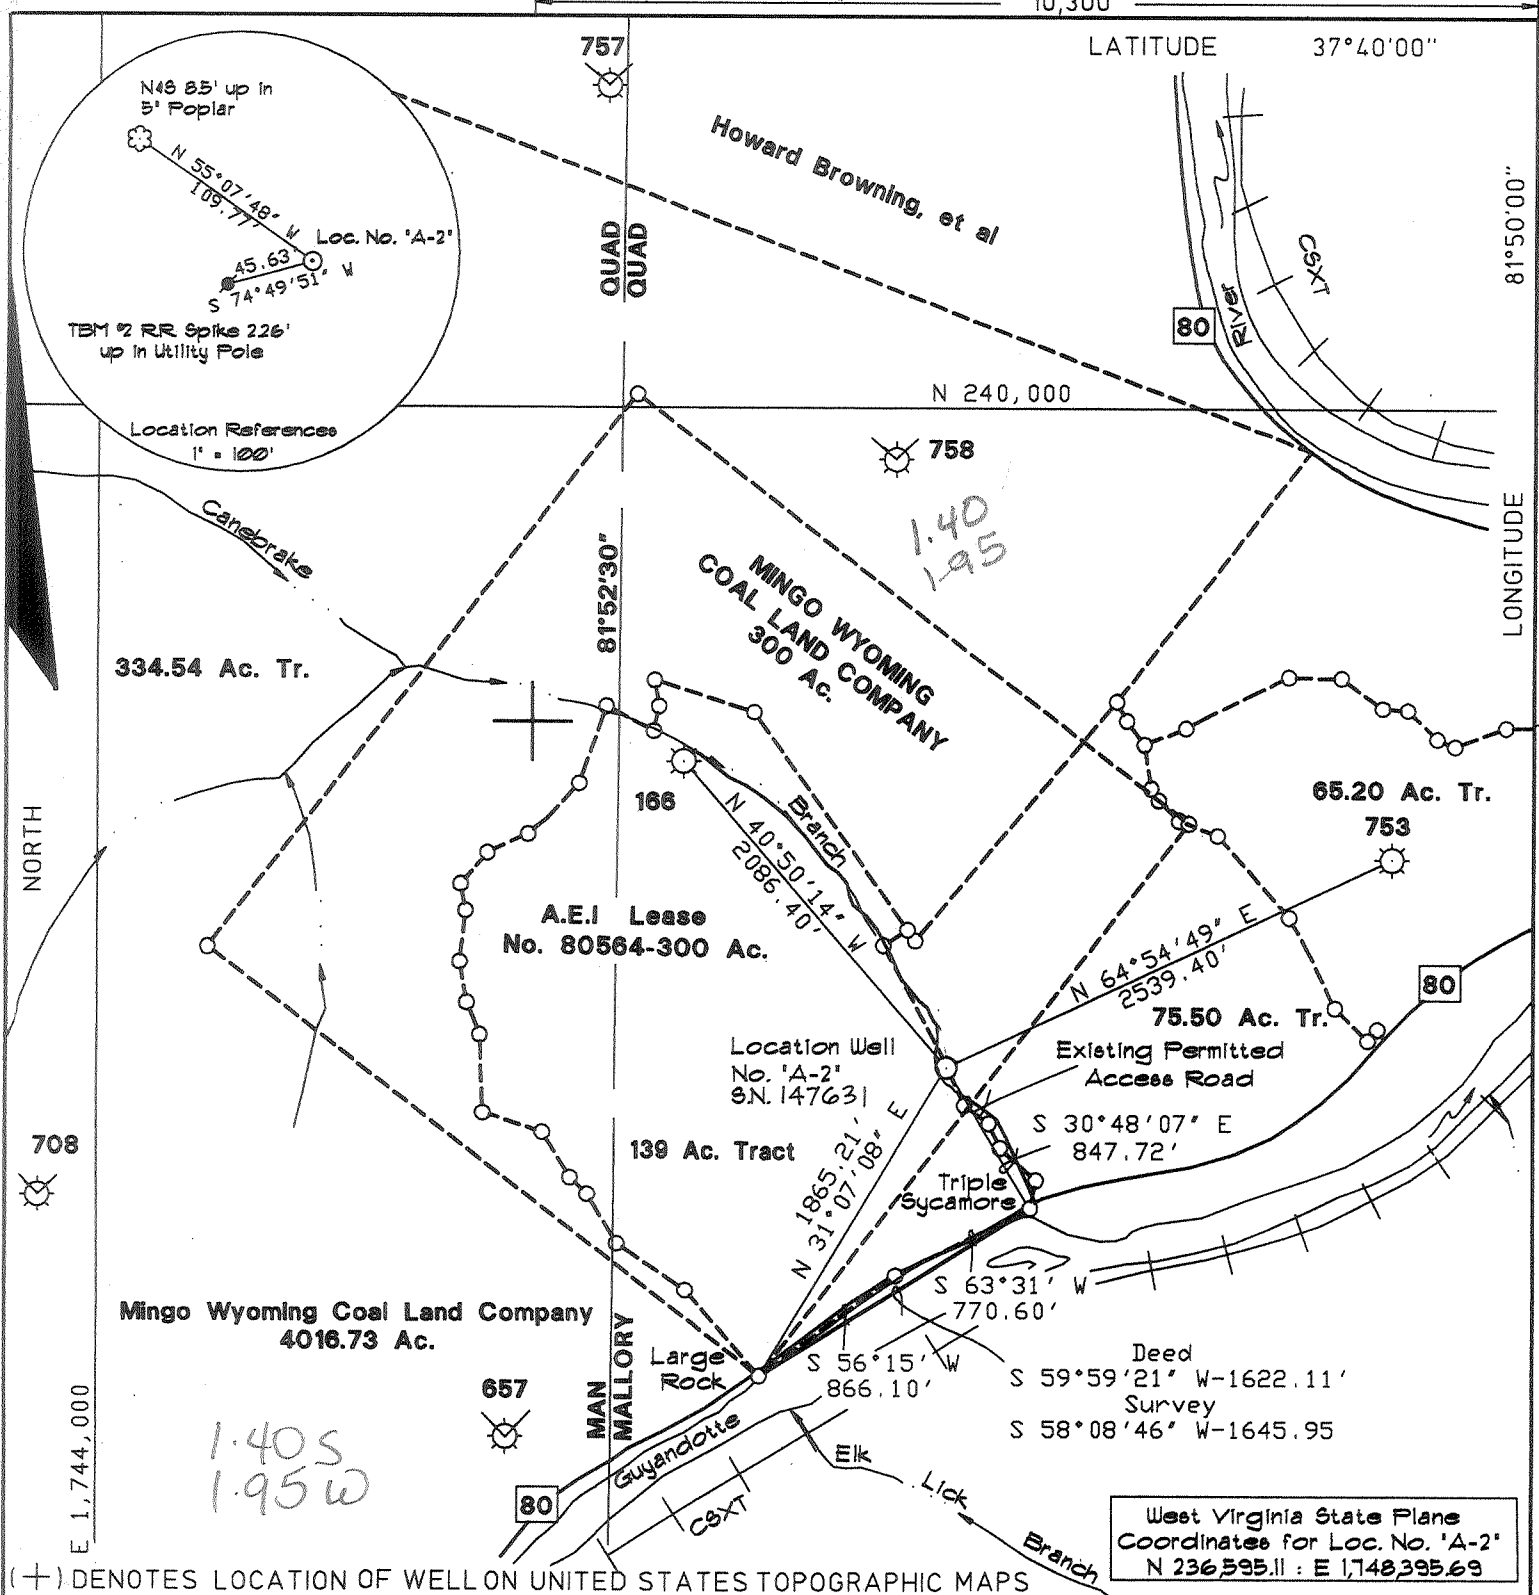 10,300
LATITUDE 37°40'00"
757
N48 8.5' up in
5" Poplar
N 55°07'48" W
109.77'
Loc. No. "A-2"
45.63'
S 74°49'51" W
TBM #2 RR Spike 2.26'
up in Utility Pole
Location References
1" = 100'
Howard Browning, et al
QUAD
QUAD
CSXT
81°50'00"
80
River
N 240,000
758
1.40
1.95
Canebrake
81°52'30"
MINGO WYOMING
COAL LAND COMPANY
300 Ac.
LONGITUDE
334.54 Ac. Tr.
166
Branch
N 40°50'14" W
2086.40'
65.20 Ac. Tr.
753
NORTH
A.E.I Lease
No. 80564-300 Ac.
N 64°54'49" E
2539.40'
80
75.50 Ac. Tr.
Location Well
No. "A-2"
S.N. 147631
Existing Permitted
Access Road
S 30°48'07" E
847.72'
708
139 Ac. Tract
1865.21'
N 31°07'08" E
Triple
Sycamore
S 63°31' W
770.60'
Mingo Wyoming Coal Land Company
4016.73 Ac.
MAN
MALLORY
Large
Rock
S 56°15' W
866.10'
Deed
S 59°59'21" W-1622.11'
Survey
S 58°08'46" W-1645.95
657
1.40 S
1.95 W
E 1,744,000
Guyandotte
Elk
Lick
Branch
80
CSXT
West Virginia State Plane
Coordinates for Loc. No. "A-2"
N 236,595.11 : E 1,748,395.69
(+) DENOTES LOCATION OF WELL ON UNITED STATES TOPOGRAPHIC MAPS